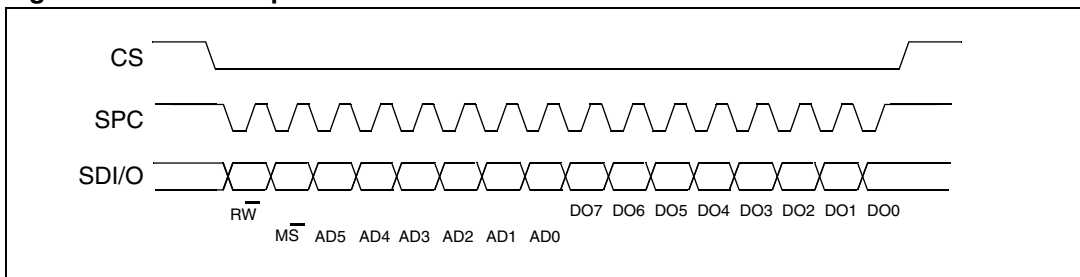 CS
SPC
SDI/O
RW̅
DO7 DO6 DO5 DO4 DO3 DO2 DO1 DO0
MS̅ AD5 AD4 AD3 AD2 AD1 AD0